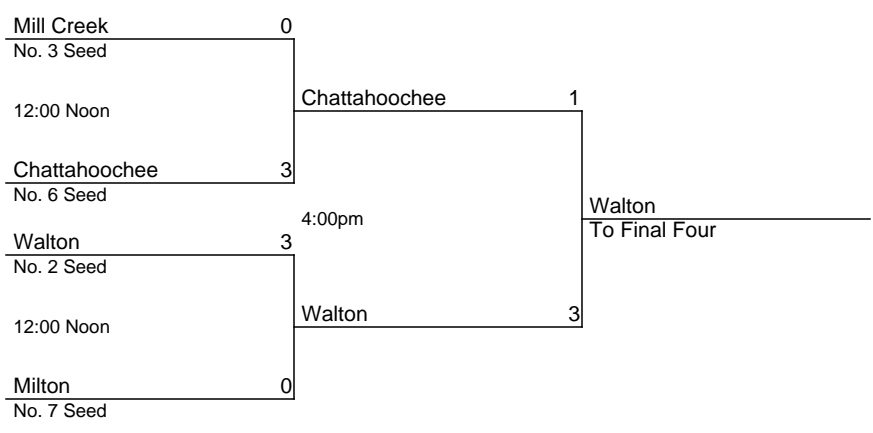 Mill Creek 0
No. 3 Seed
Chattahoochee 1
12:00 Noon
Chattahoochee 3
No. 6 Seed
Walton
4:00pm
To Final Four
Walton 3
No. 2 Seed
Walton 3
12:00 Noon
Milton 0
No. 7 Seed